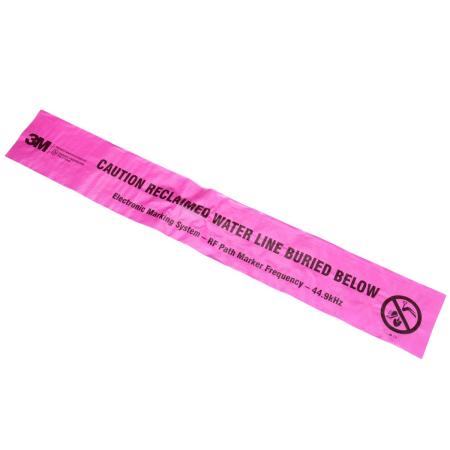 3M
CAUTION RECLAIMED WATER LINE BURIED BELOW
Electronic Marking System – RF Path Marker Frequency – 44.9kHz